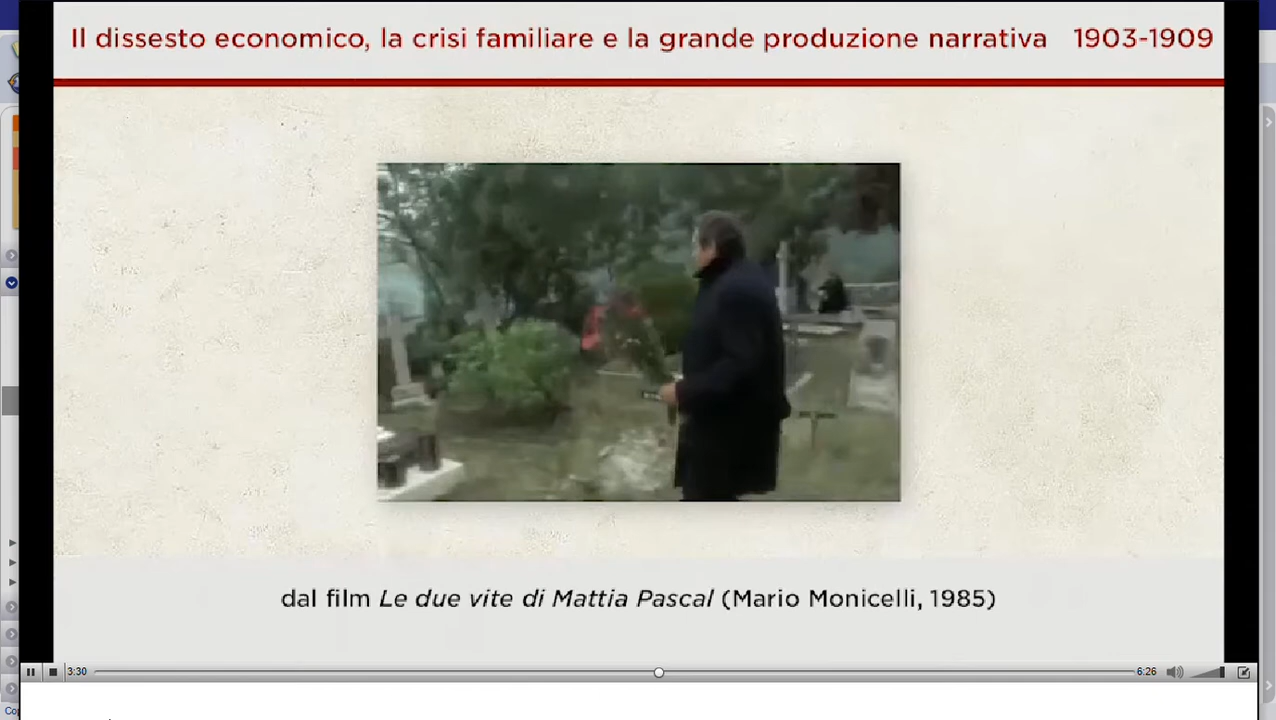 Il dissesto economico, la crisi familiare e la grande produzione narrativa 1903-1909
dal film Le due vite di Mattia Pascal (Mario Monicelli, 1985)
3:30
6:26